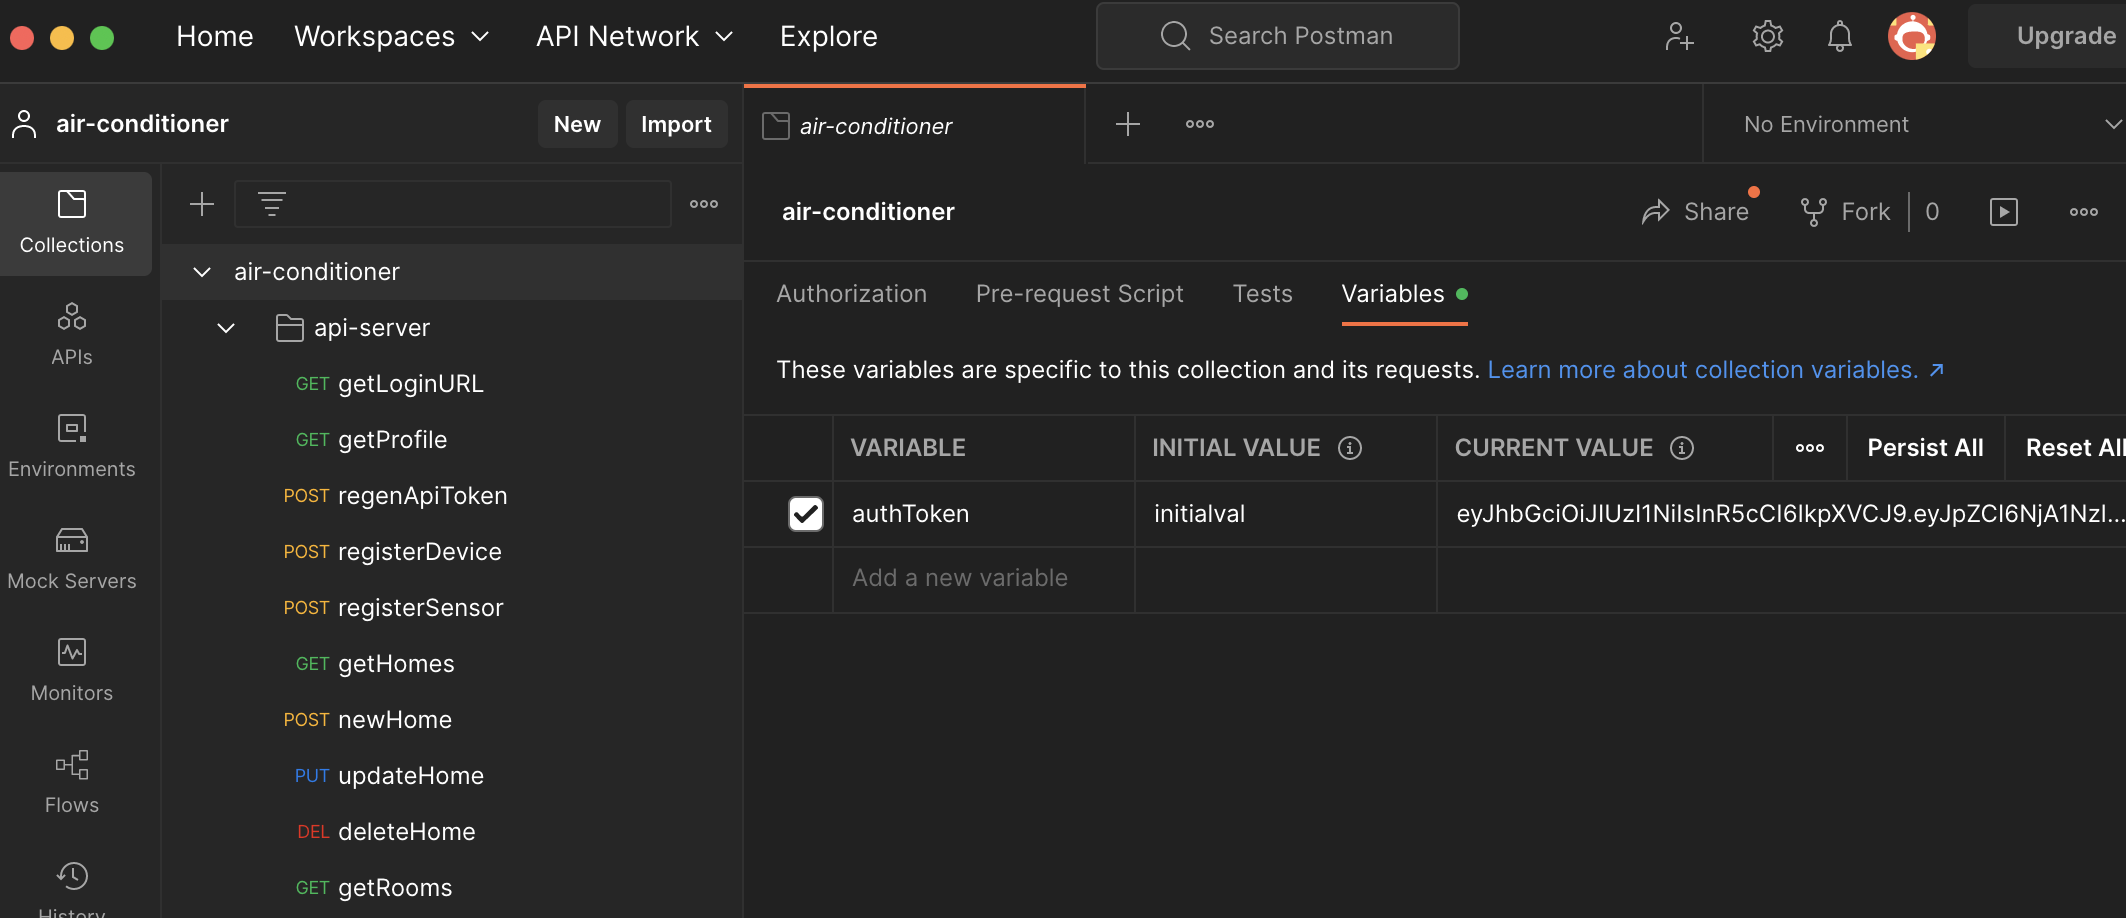 Home Workspaces API Network Explore Search Postman Upgrade
air-conditioner New Import
air-conditioner No Environment
Collections
APIs
Environments
Mock Servers
Monitors
Flows
History
air-conditioner
api-server
GET getLoginURL
GET getProfile
POST regenApiToken
POST registerDevice
POST registerSensor
GET getHomes
POST newHome
PUT updateHome
DEL deleteHome
GET getRooms
air-conditioner Share Fork 0
Authorization Pre-request Script Tests Variables
These variables are specific to this collection and its requests. Learn more about collection variables. ↗
VARIABLE INITIAL VALUE CURRENT VALUE Persist All Reset All
authToken initialval eyJhbGciOiJIUzI1NiIsInR5cCI6IkpXVCJ9.eyJpZCI6NjA1NzI...
Add a new variable